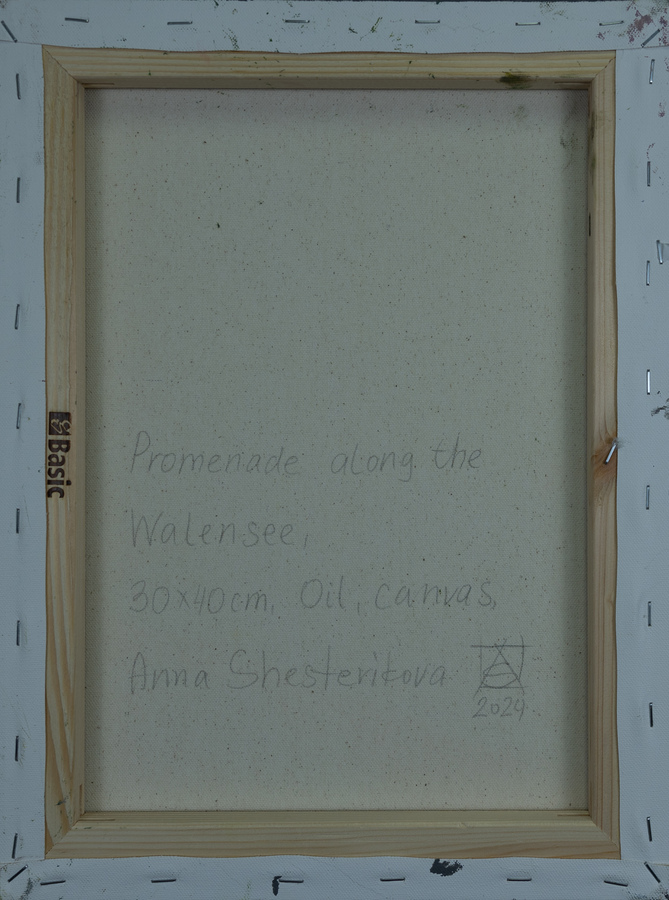 Basic
Promenade along the
Walensee,
30x40cm, Oil, canvas,
Anna Shesterikova
2024